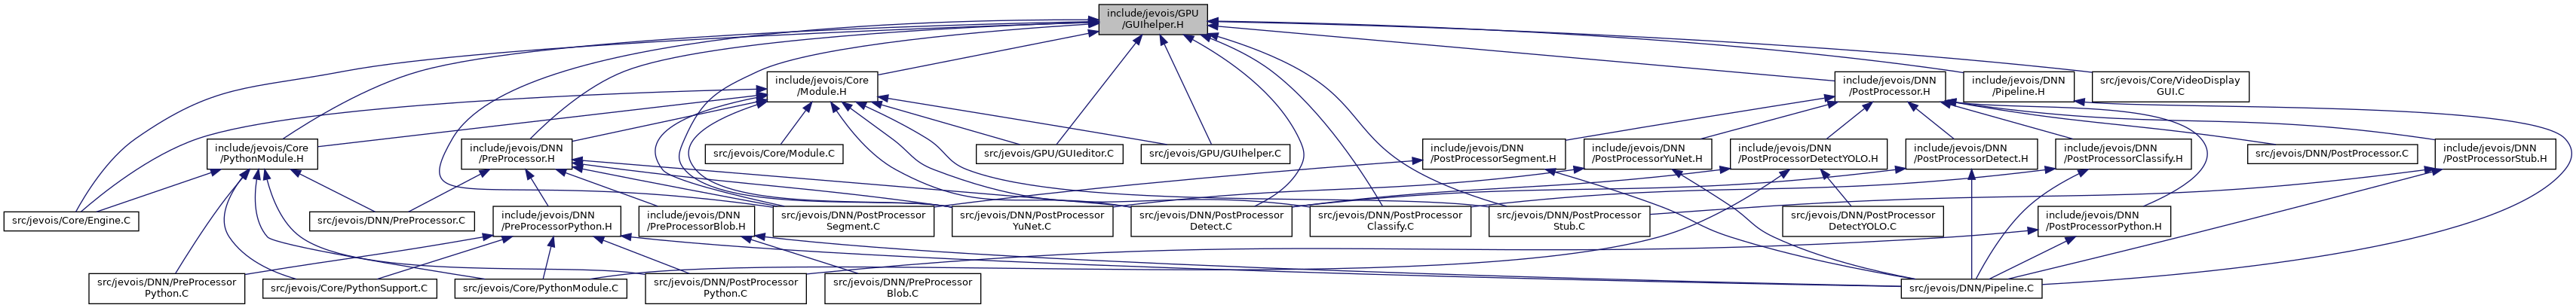 include/jevois/GPU
/GUIhelper.H
include/jevois/Core
/Module.H
include/jevois/DNN
/PostProcessor.H
include/jevois/DNN
/Pipeline.H
src/jevois/Core/VideoDisplay
GUI.C
include/jevois/Core
/PythonModule.H
include/jevois/DNN
/PreProcessor.H
src/jevois/Core/Module.C
src/jevois/GPU/GUIeditor.C
src/jevois/GPU/GUIhelper.C
include/jevois/DNN
/PostProcessorSegment.H
include/jevois/DNN
/PostProcessorYuNet.H
include/jevois/DNN
/PostProcessorDetectYOLO.H
include/jevois/DNN
/PostProcessorDetect.H
include/jevois/DNN
/PostProcessorClassify.H
src/jevois/DNN/PostProcessor.C
include/jevois/DNN
/PostProcessorStub.H
src/jevois/Core/Engine.C
src/jevois/DNN/PreProcessor.C
include/jevois/DNN
/PreProcessorPython.H
include/jevois/DNN
/PreProcessorBlob.H
src/jevois/DNN/PostProcessor
Segment.C
src/jevois/DNN/PostProcessor
YuNet.C
src/jevois/DNN/PostProcessor
Detect.C
src/jevois/DNN/PostProcessor
Classify.C
src/jevois/DNN/PostProcessor
Stub.C
src/jevois/DNN/PostProcessor
DetectYOLO.C
include/jevois/DNN
/PostProcessorPython.H
src/jevois/DNN/PreProcessor
Python.C
src/jevois/Core/PythonSupport.C
src/jevois/Core/PythonModule.C
src/jevois/DNN/PostProcessor
Python.C
src/jevois/DNN/PreProcessor
Blob.C
src/jevois/DNN/Pipeline.C